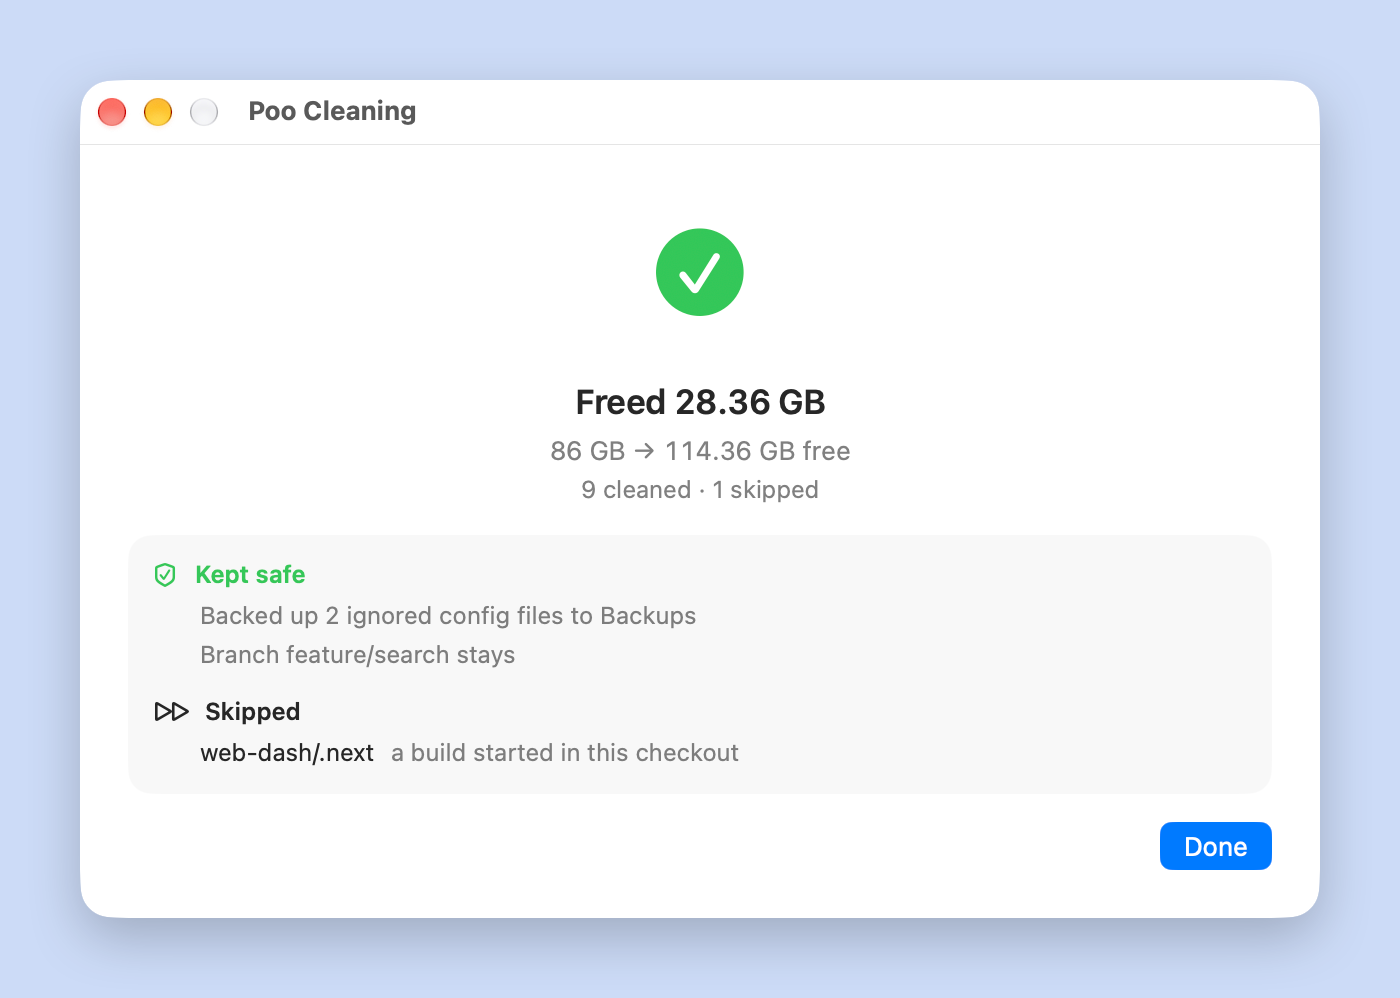 Poo Cleaning
Freed 28.36 GB
86 GB → 114.36 GB free
9 cleaned · 1 skipped
Kept safe
Backed up 2 ignored config files to Backups
Branch feature/search stays
Skipped
web-dash/.next a build started in this checkout
Done